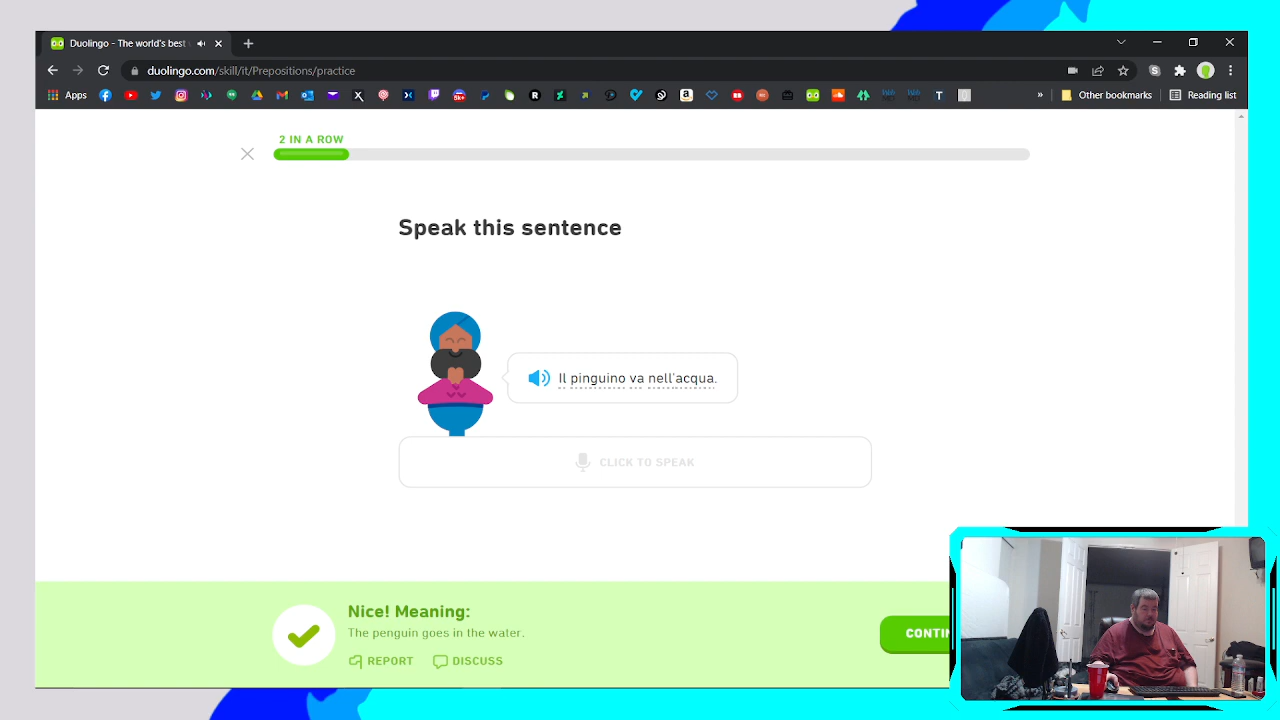 Duolingo - The world's best
duolingo.com/skill/it/Prepositions/practice
Apps
Other bookmarks
Reading list
2 IN A ROW
Speak this sentence
Il pinguino va nell'acqua.
CLICK TO SPEAK
Nice! Meaning:
The penguin goes in the water.
REPORT
DISCUSS
CONTIN